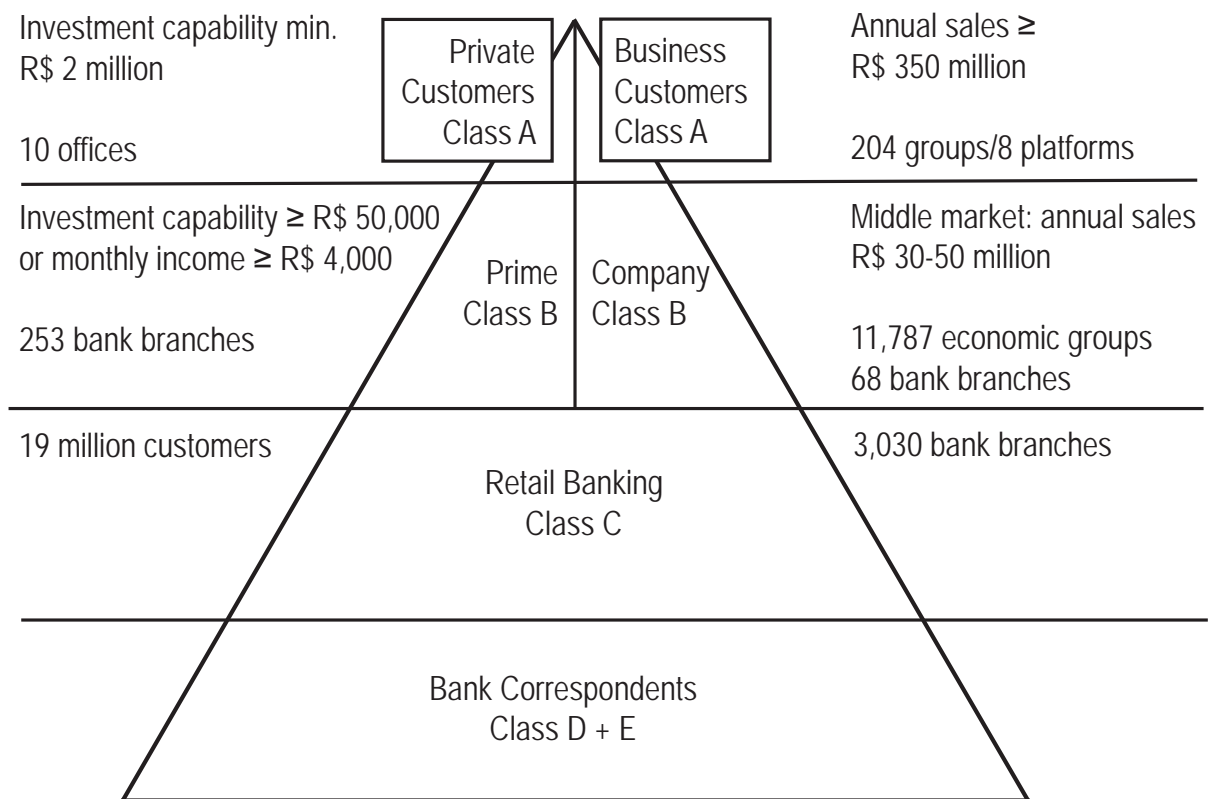 Investment capability min.
R$ 2 million
10 offices
Private
Customers
Class A
Business
Customers
Class A
Annual sales ≥
R$ 350 million
204 groups/8 platforms
Investment capability ≥ R$ 50,000
or monthly income ≥ R$ 4,000
253 bank branches
Prime
Class B
Company
Class B
Middle market: annual sales
R$ 30-50 million
11,787 economic groups
68 bank branches
19 million customers
Retail Banking
Class C
3,030 bank branches
Bank Correspondents
Class D + E